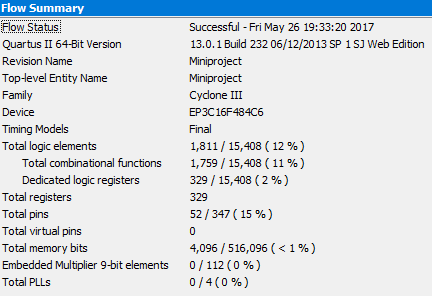 Flow Summary
Flow Status Successful - Fri May 26 19:33:20 2017
Quartus II 64-Bit Version 13.0.1 Build 232 06/12/2013 SP 1 SJ Web Edition
Revision Name Miniproject
Top-level Entity Name Miniproject
Family Cyclone III
Device EP3C16F484C6
Timing Models Final
Total logic elements 1,811 / 15,408 ( 12 % )
Total combinational functions 1,759 / 15,408 ( 11 % )
Dedicated logic registers 329 / 15,408 ( 2 % )
Total registers 329
Total pins 52 / 347 ( 15 % )
Total virtual pins 0
Total memory bits 4,096 / 516,096 ( < 1 % )
Embedded Multiplier 9-bit elements 0 / 112 ( 0 % )
Total PLLs 0 / 4 ( 0 % )